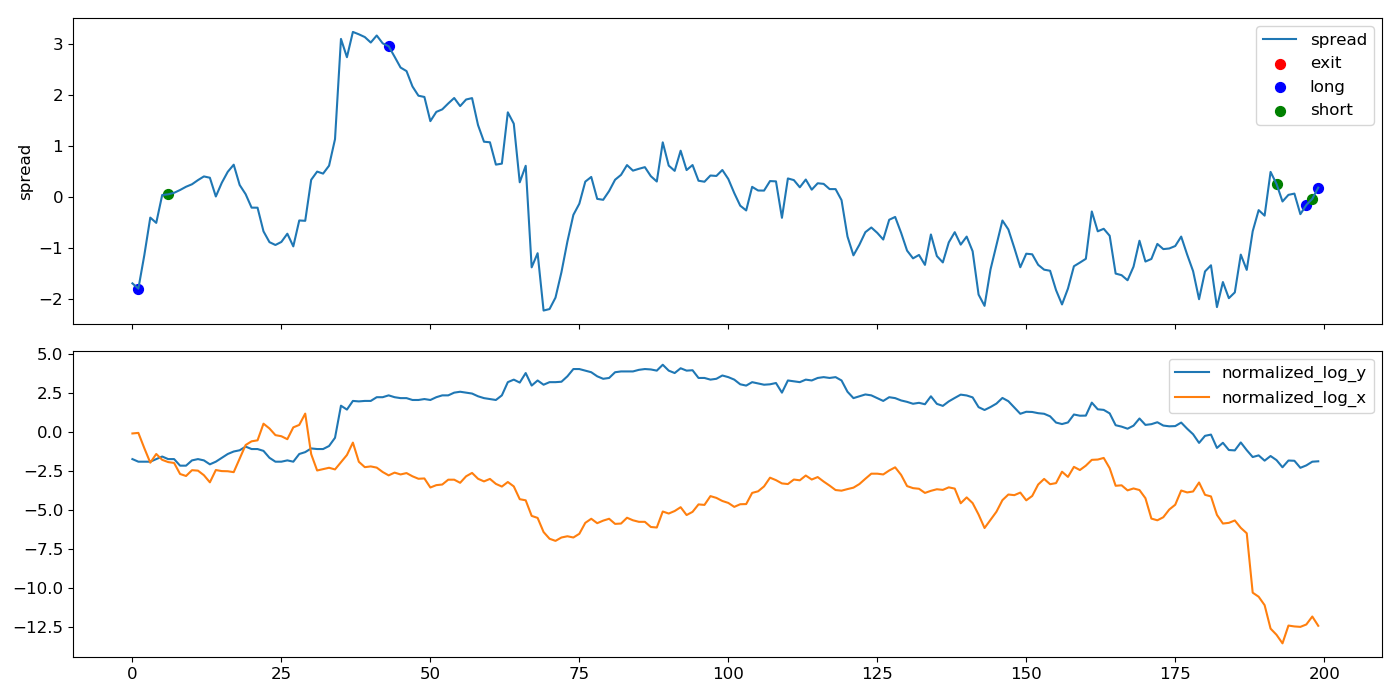 3
2
1
0
−1
−2
spread
spread
exit
long
short
5.0
2.5
0.0
−2.5
−5.0
−7.5
−10.0
−12.5
normalized_log_y
normalized_log_x
0 25 50 75 100 125 150 175 200